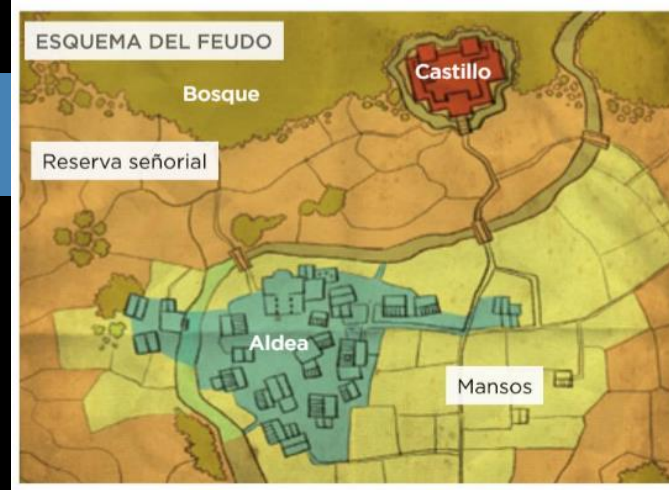 ESQUEMA DEL FEUDO
Castillo
Bosque
Reserva señorial
Aldea
Mansos